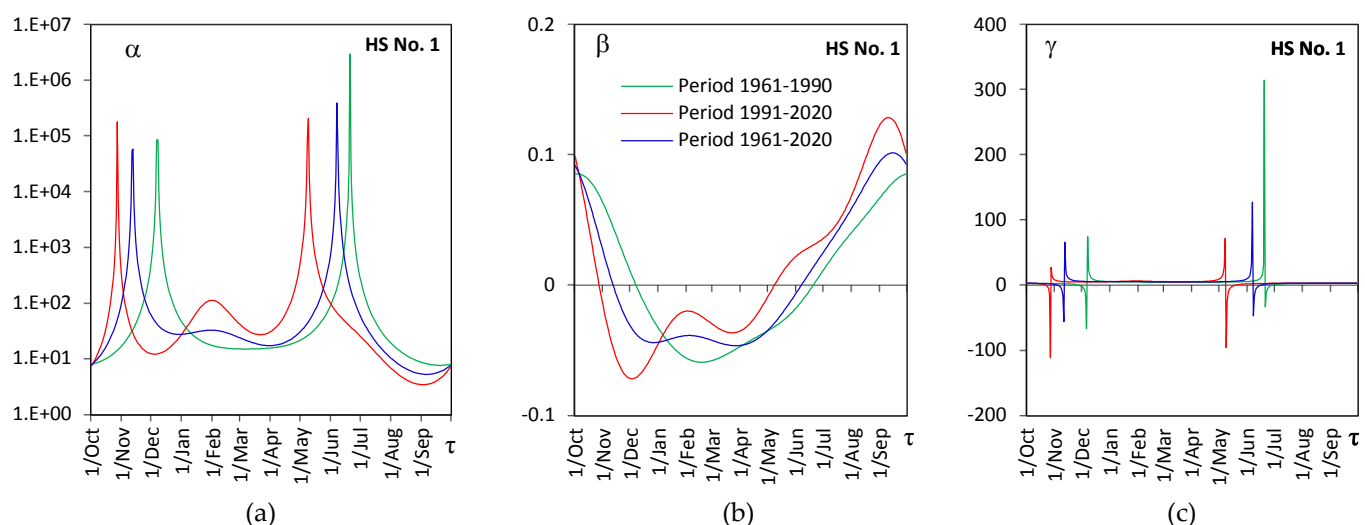 1.E+07
1.E+06
1.E+05
1.E+04
1.E+03
1.E+02
1.E+01
1.E+00
α
HS No. 1
1/Oct
1/Nov
1/Dec
1/Jan
1/Feb
1/Mar
1/Apr
1/May
1/Jun
1/Jul
1/Aug
1/Sep
τ
(a)
0.2
0.1
0
-0.1
β
HS No. 1
Period 1961-1990
Period 1991-2020
Period 1961-2020
1/Oct
1/Nov
1/Dec
1/Jan
1/Feb
1/Mar
1/Apr
1/May
1/Jun
1/Jul
1/Aug
1/Sep
τ
(b)
400
300
200
100
0
-100
-200
γ
HS No. 1
1/Oct
1/Nov
1/Dec
1/Jan
1/Feb
1/Mar
1/Apr
1/May
1/Jun
1/Jul
1/Aug
1/Sep
τ
(c)